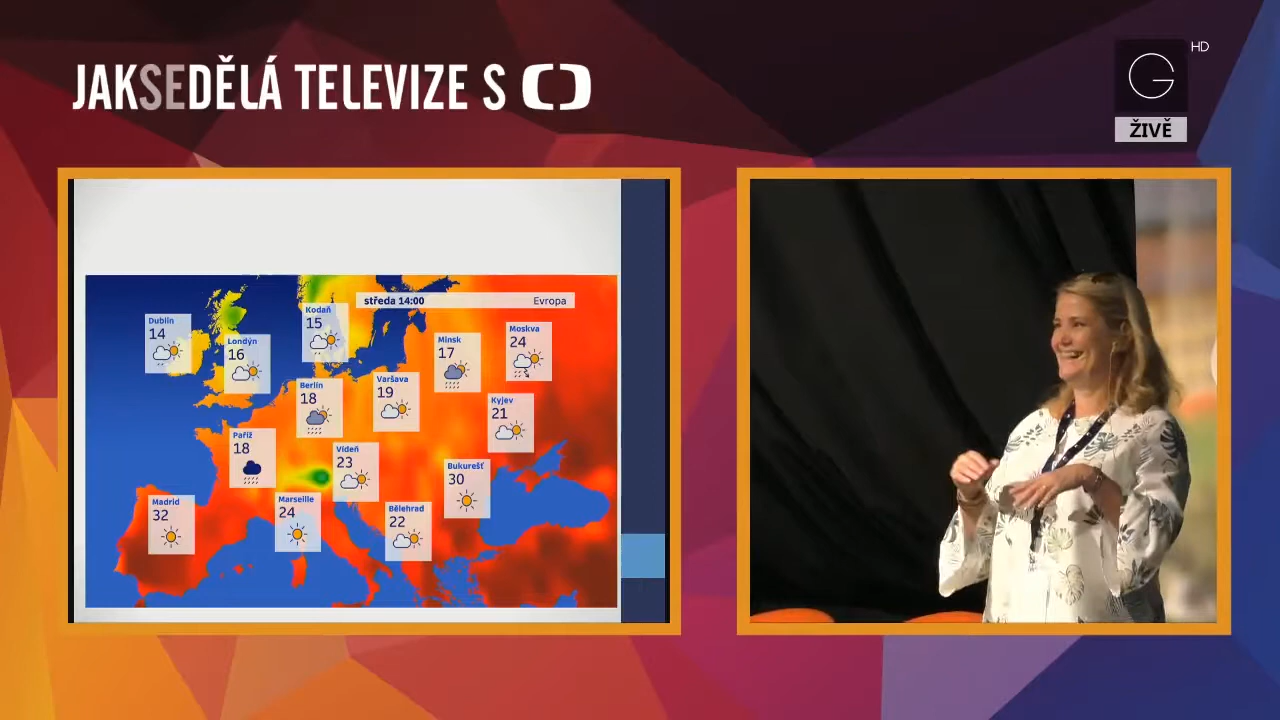 JAKSEDĚLÁ TELEVIZE S
HD
G
ŽIVĚ
středa 14:00 Evropa
Dublin
14
Londýn
16
Kodaň
15
Minsk
17
Moskva
24
Berlín
18
Varšava
19
Kyjev
21
Paříž
18
Vídeň
23
Bukurešť
30
Madrid
32
Marseille
24
Bělehrad
22